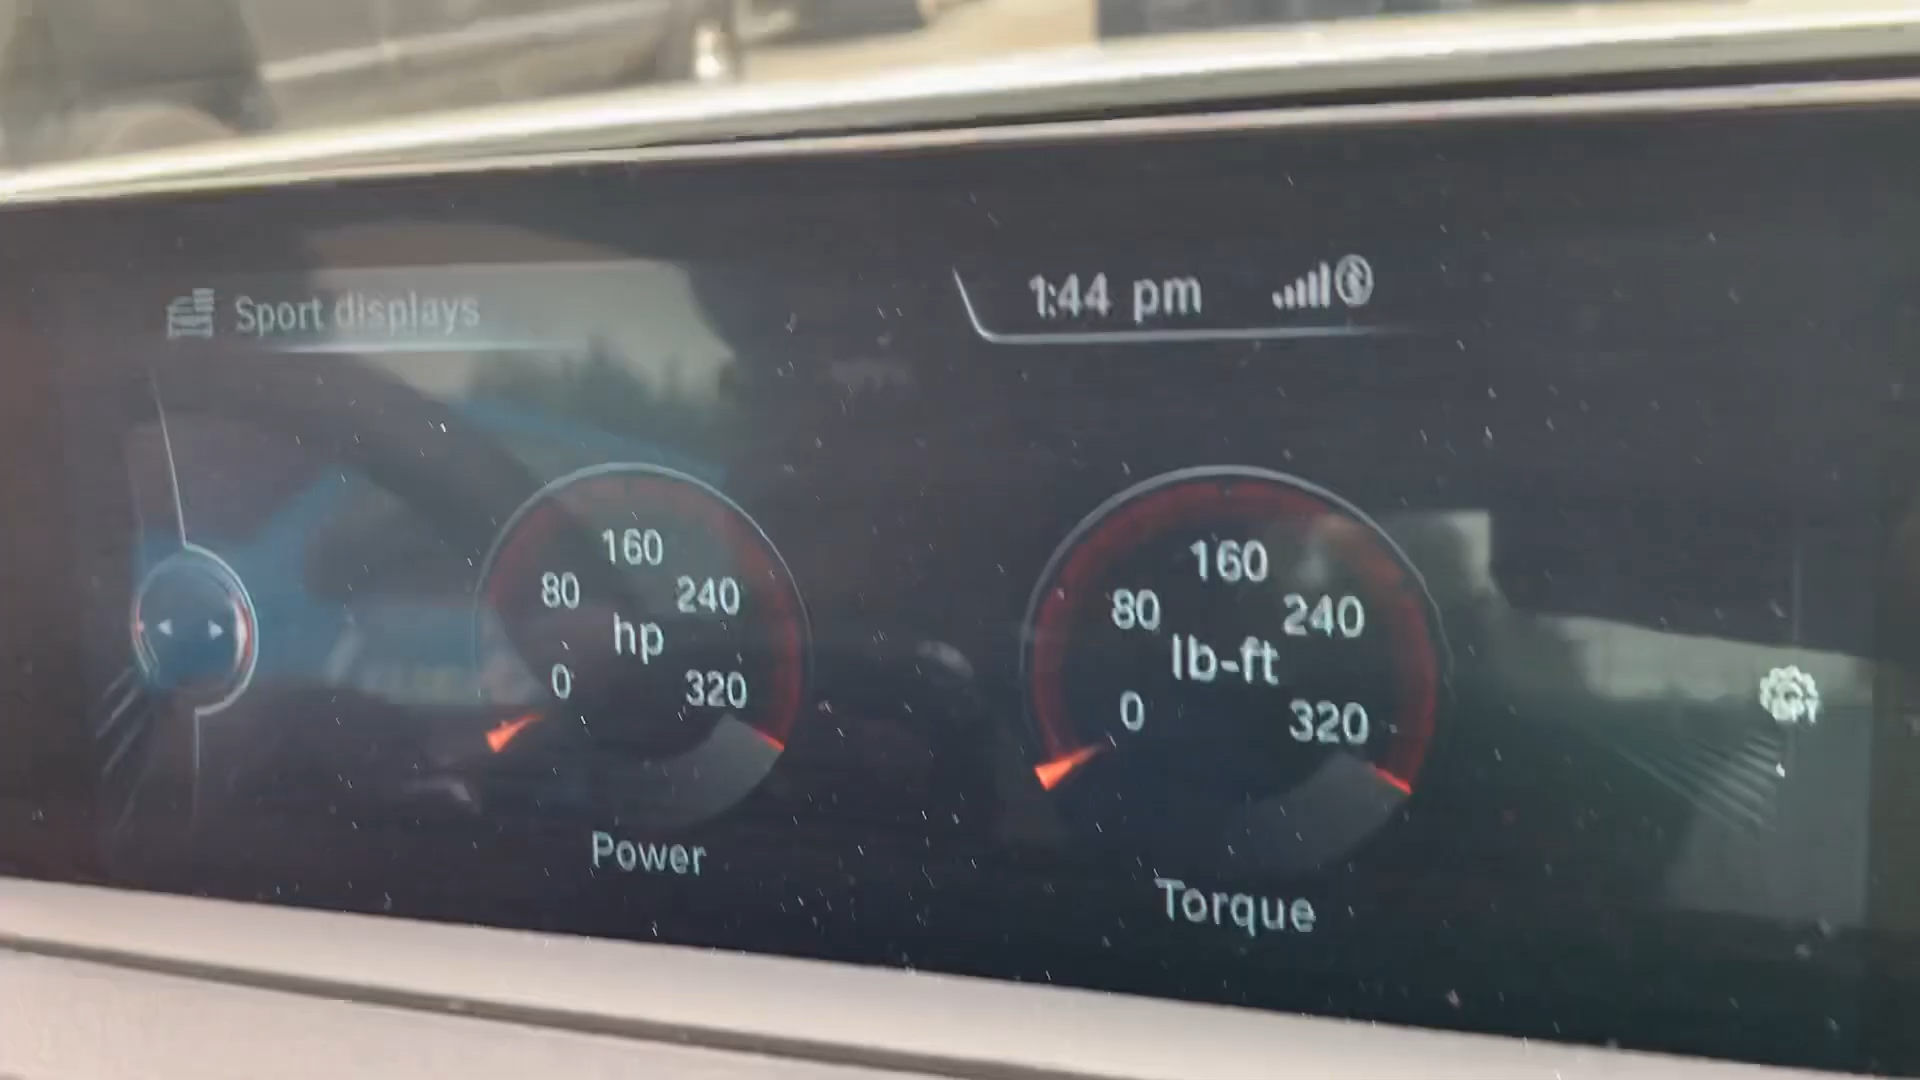 Sport displays
1:44 pm
160
80
240
hp
0
320
Power
160
80
240
lb-ft
0
320
Torque